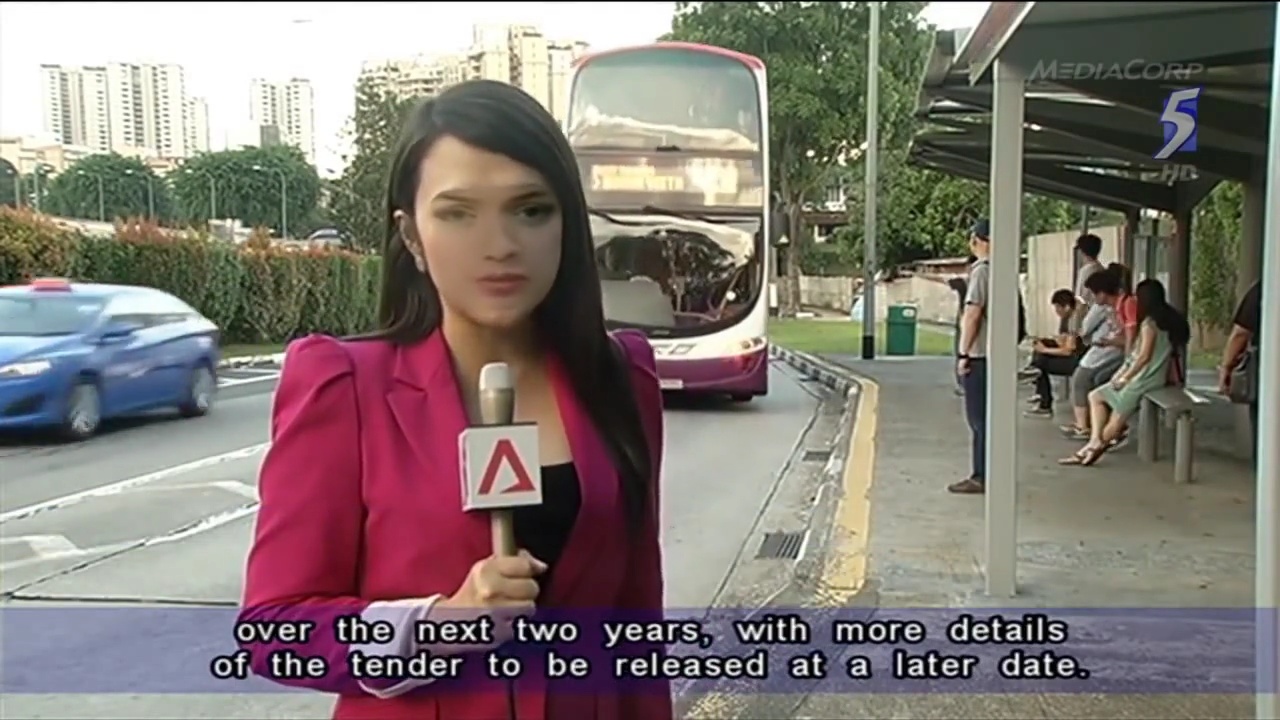 MEDIACORP
5
HD
over the next two years, with more details
of the tender to be released at a later date.